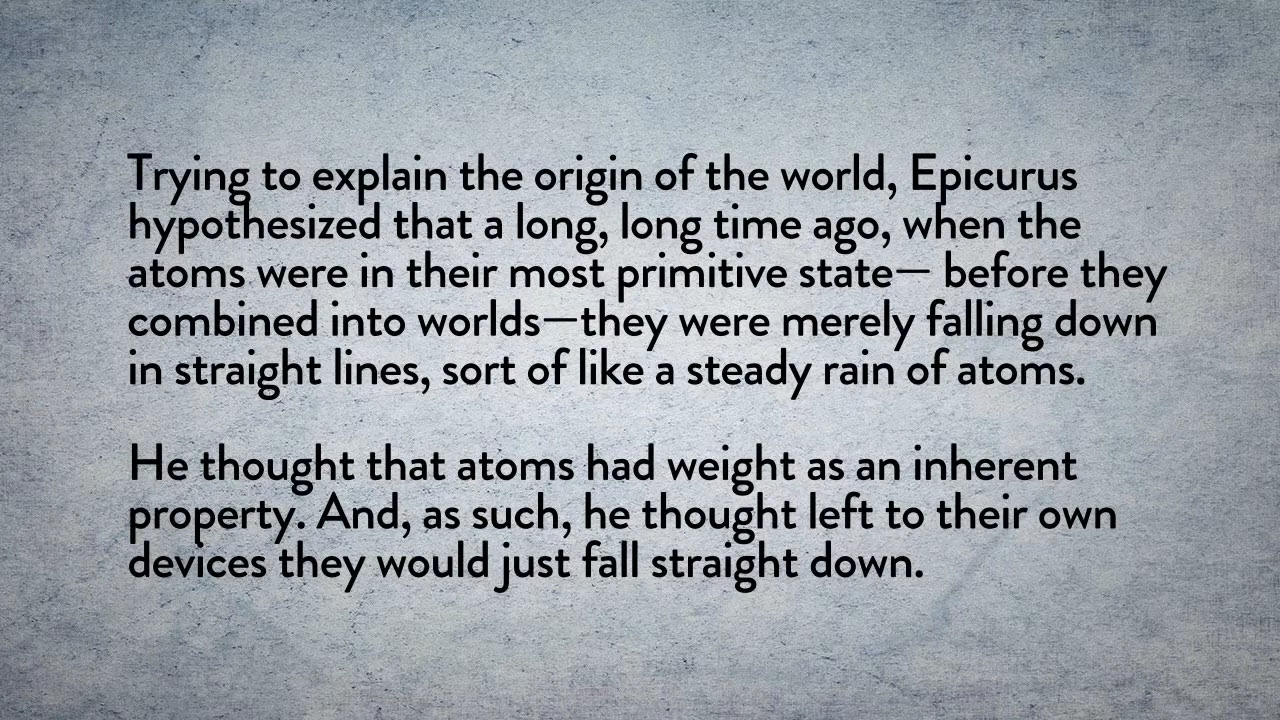 Trying to explain the origin of the world, Epicurus
hypothesized that a long, long time ago, when the
atoms were in their most primitive state— before they
combined into worlds—they were merely falling down
in straight lines, sort of like a steady rain of atoms.
He thought that atoms had weight as an inherent
property. And, as such, he thought left to their own
devices they would just fall straight down.